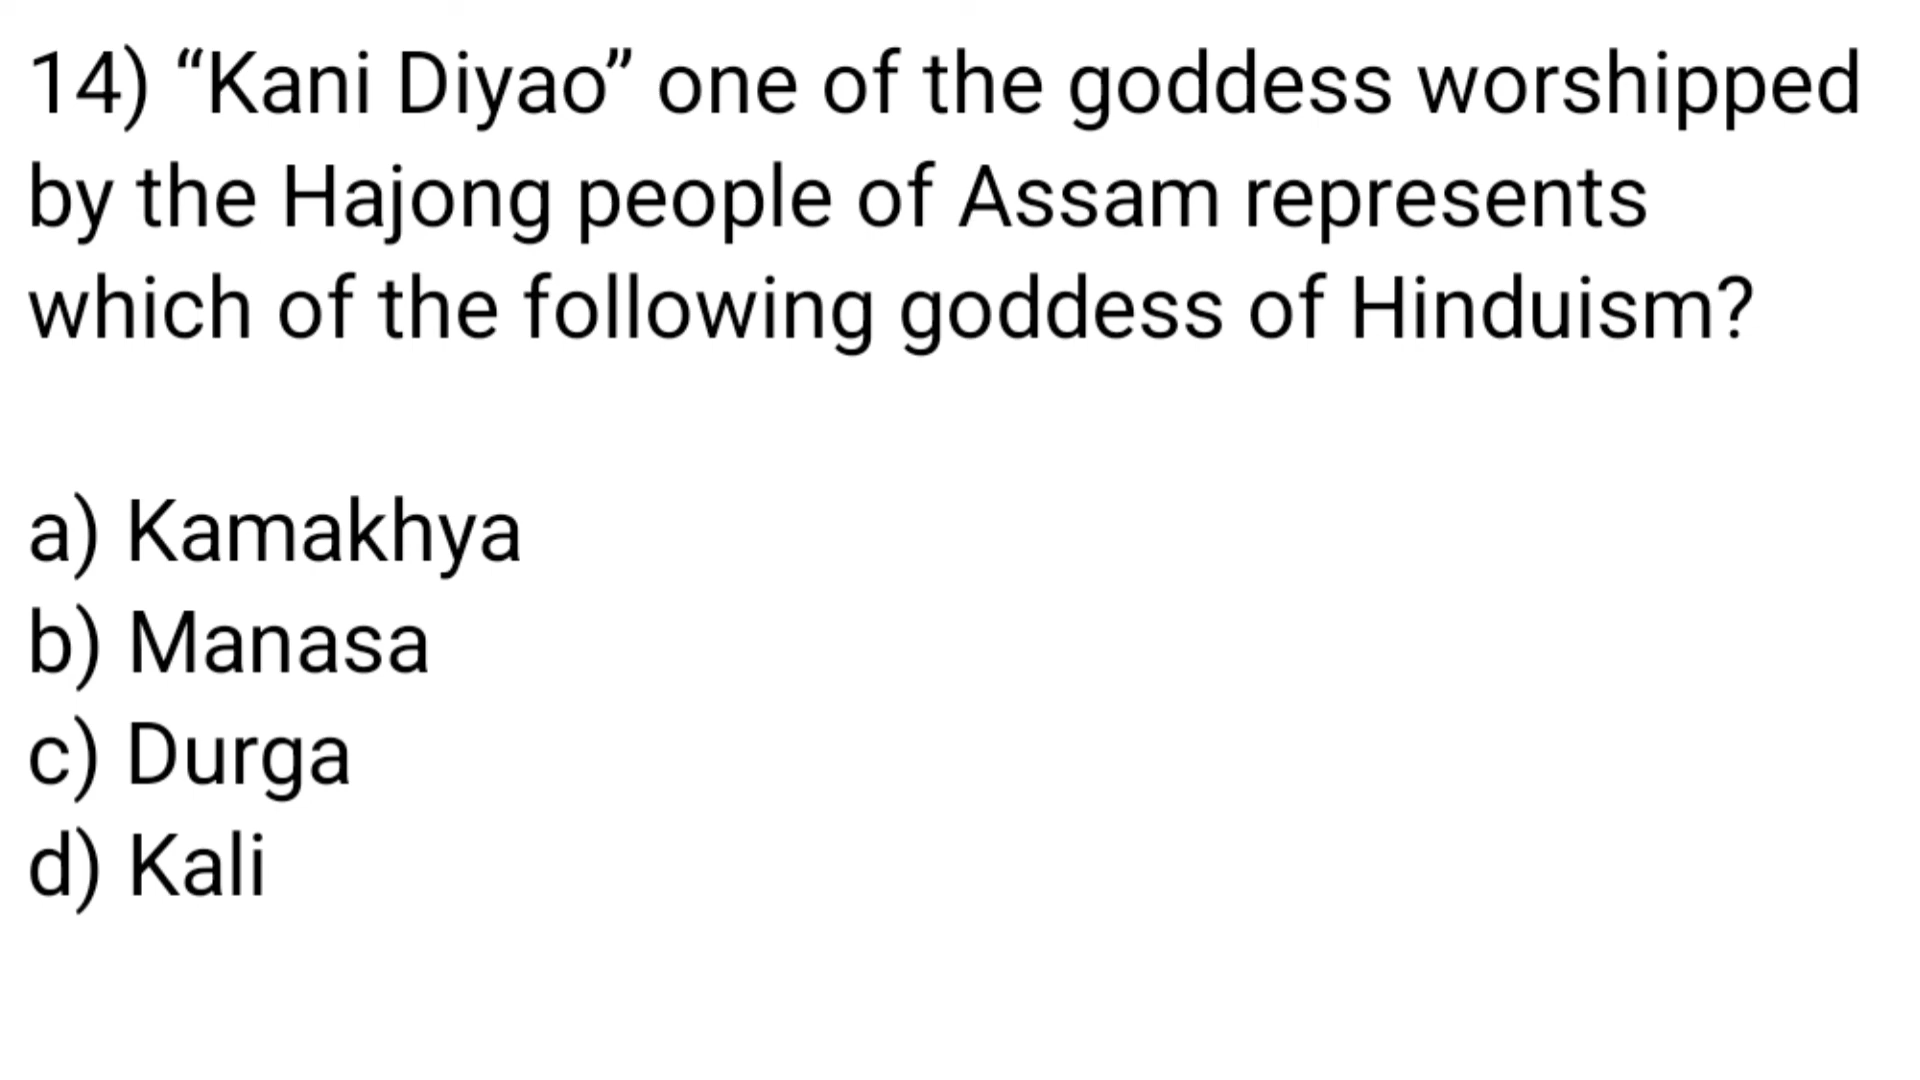 14) “Kani Diyao” one of the goddess worshipped
by the Hajong people of Assam represents
which of the following goddess of Hinduism?
a) Kamakhya
b) Manasa
c) Durga
d) Kali